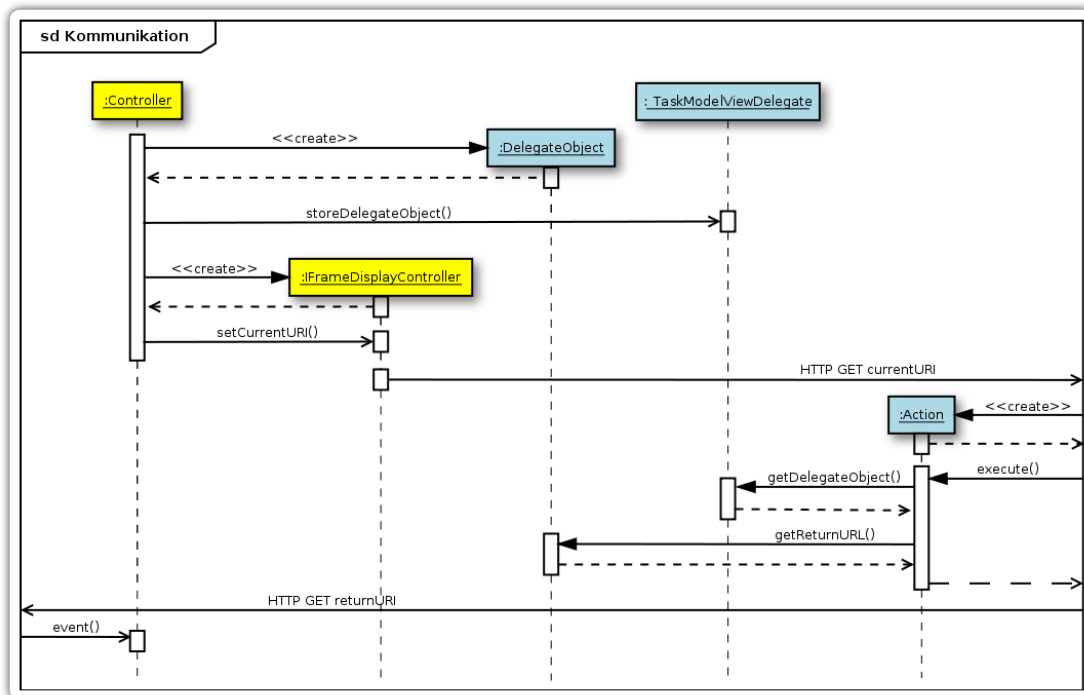 sd Kommunikation
:Controller
: TaskModelViewDelegate
<<create>>
:DelegateObject
storeDelegateObject()
<<create>>
:IFrameDisplayController
setCurrentURI()
HTTP GET currentURI
<<create>>
:Action
execute()
getDelegateObject()
getReturnURL()
HTTP GET returnURI
event()